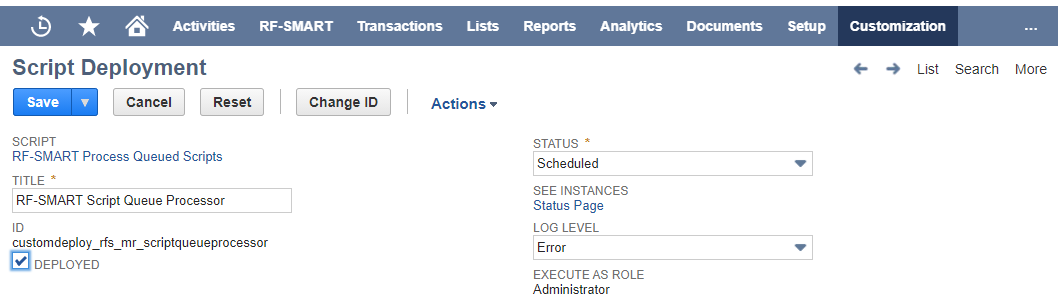 Activities RF-SMART Transactions Lists Reports Analytics Documents Setup Customization ...
Script Deployment
List Search More
Save Cancel Reset Change ID Actions
SCRIPT
RF-SMART Process Queued Scripts
TITLE *
RF-SMART Script Queue Processor
ID
customdeploy_rfs_mr_scriptqueueprocessor
DEPLOYED
STATUS *
Scheduled
SEE INSTANCES
Status Page
LOG LEVEL
Error
EXECUTE AS ROLE
Administrator